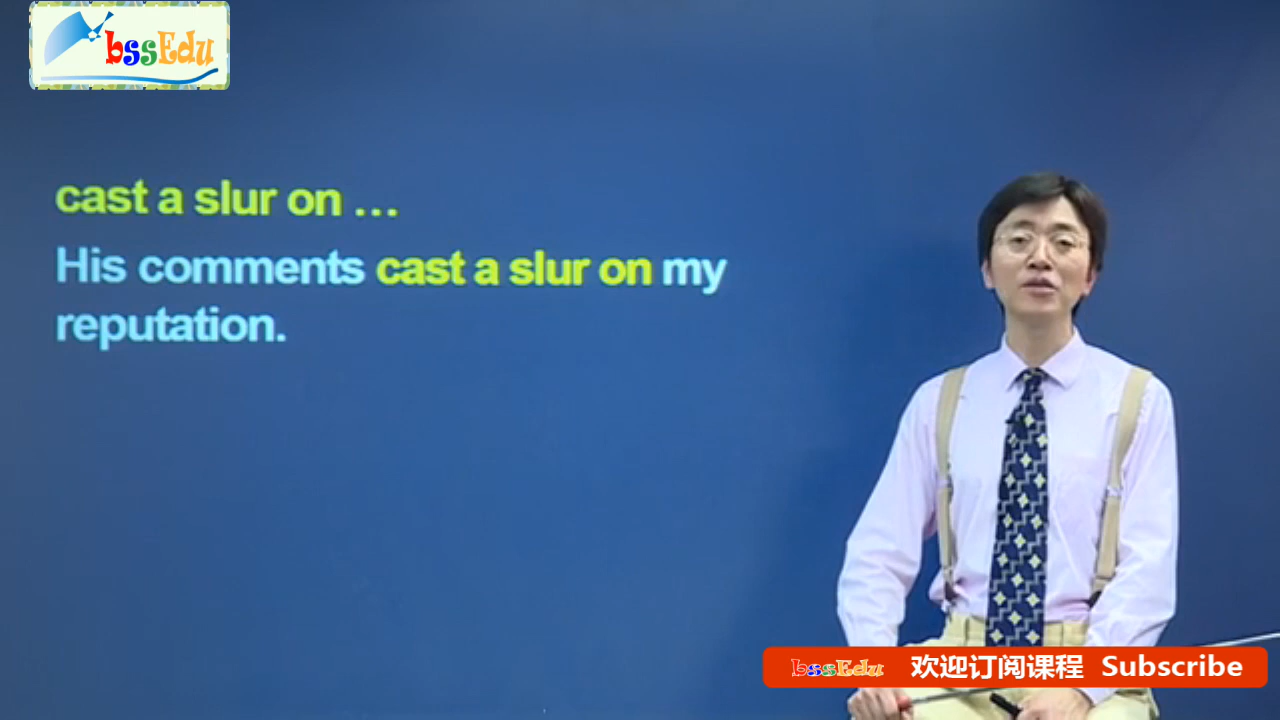 bssEdu
cast a slur on …
His comments cast a slur on my
reputation.
bssEdu 欢迎订阅课程 Subscribe